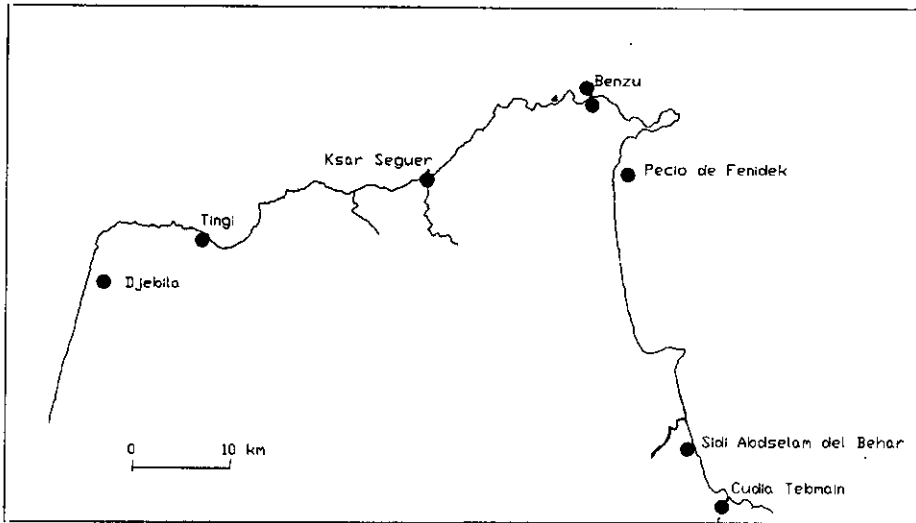 Benzu
Ksar Seguer
Pecio de Fenidek
Tingi
Djebila
0 10 km
Sidi Abdselam del Behar
Cudia Tebmain